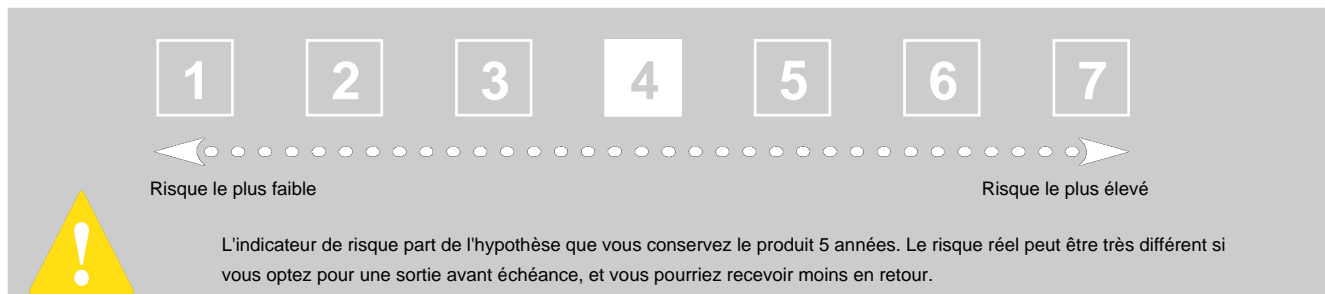 1 2 3 4 5 6 7
Risque le plus faible Risque le plus élevé
!
L'indicateur de risque part de l'hypothèse que vous conservez le produit 5 années. Le risque réel peut être très différent si
vous optez pour une sortie avant échéance, et vous pourriez recevoir moins en retour.